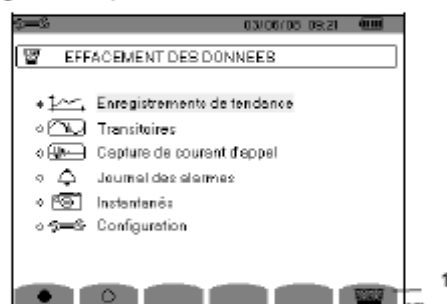 03/06/08 09:21
EFFACEMENT DES DONNEES
Enregistrements de tendance
Transitoires
Capture de courant d'appel
Journal des alarmes
Instantanés
Configuration
1